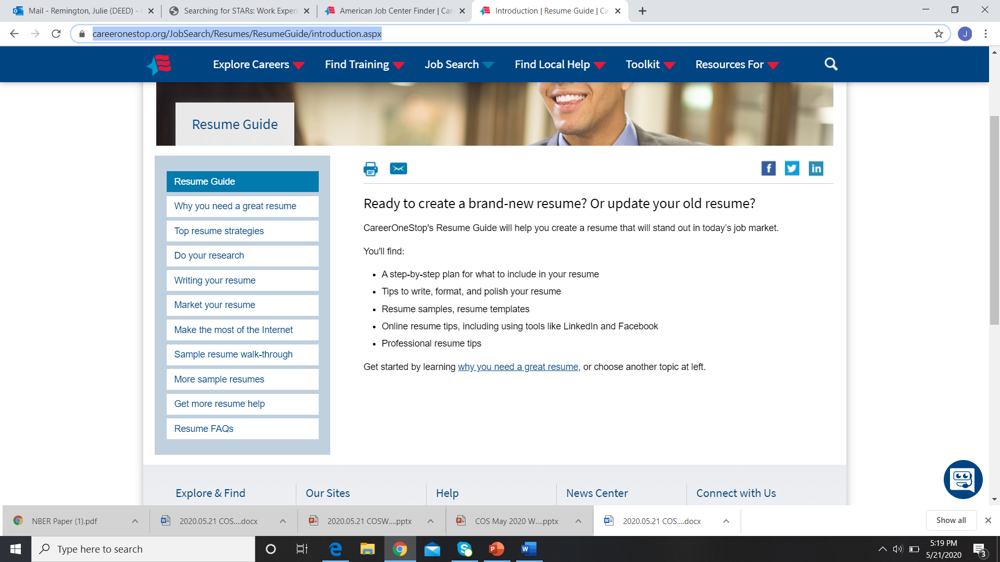 Mail - Remington, Julie (DEED) -
Searching for STARs: Work Experi
American Job Center Finder | Car
Introduction | Resume Guide | Ca
careeronestop.org/JobSearch/Resumes/ResumeGuide/introduction.aspx
J
Explore Careers
Find Training
Job Search
Find Local Help
Toolkit
Resources For
Resume Guide
Resume Guide
Why you need a great resume
Top resume strategies
Do your research
Writing your resume
Market your resume
Make the most of the Internet
Sample resume walk-through
More sample resumes
Get more resume help
Resume FAQs
Ready to create a brand-new resume? Or update your old resume?
CareerOneStop's Resume Guide will help you create a resume that will stand out in today’s job market.
You'll find:
• A step-by-step plan for what to include in your resume
• Tips to write, format, and polish your resume
• Resume samples, resume templates
• Online resume tips, including using tools like LinkedIn and Facebook
• Professional resume tips
Get started by learning why you need a great resume, or choose another topic at left.
Explore & Find
Our Sites
Help
News Center
Connect with Us
NBER Paper (1).pdf
2020.05.21 COS....docx
2020.05.21 COSW....pptx
COS May 2020 W....pptx
2020.05.21 COS....docx
Show all
Type here to search
5:19 PM
5/21/2020
3